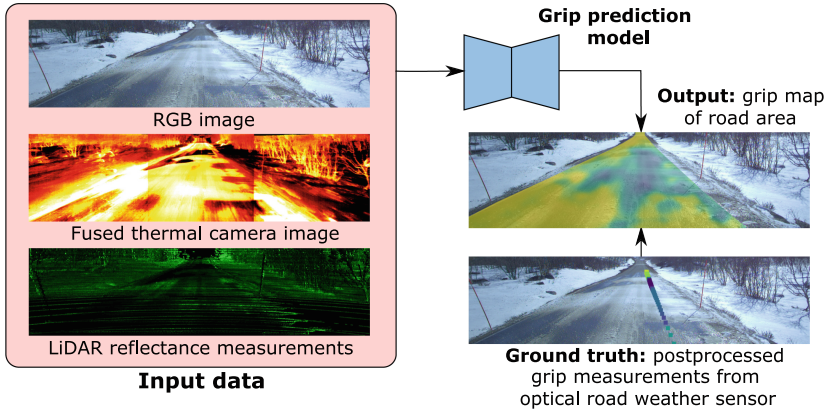 RGB image
Fused thermal camera image
LiDAR reflectance measurements
Input data
Grip prediction
model
Output: grip map
of road area
Ground truth: postprocessed
grip measurements from
optical road weather sensor